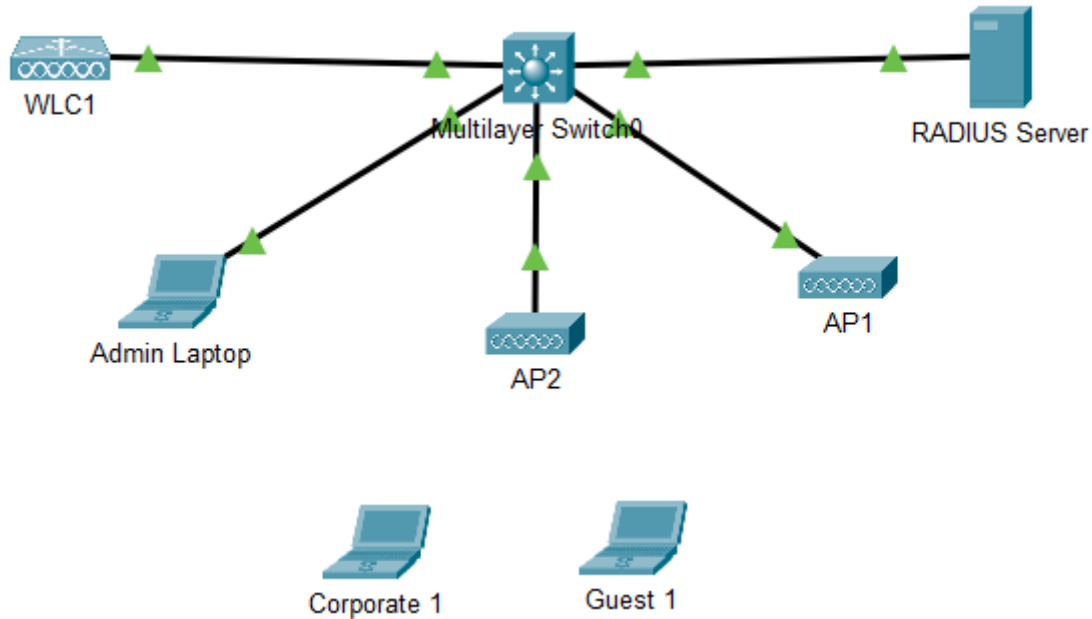 WLC1
Multilayer Switch0
RADIUS Server
Admin Laptop
AP2
AP1
Corporate 1
Guest 1